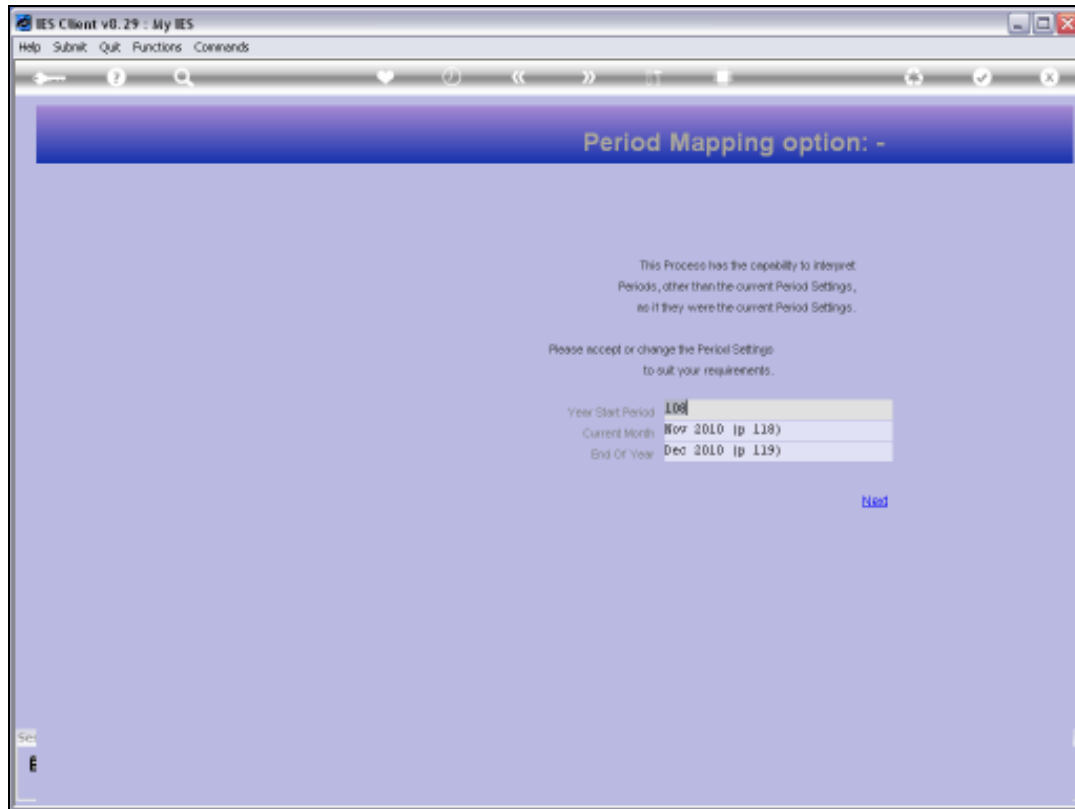 IES Client v8.29 : My IES
Help Submit Quit Functions Commands
Period Mapping option: -
This Process has the capability to interpret
Periods, other than the current Period Settings,
as if they were the current Period Settings.
Please accept or change the Period Settings
to suit your requirements.
Year Start Period 108
Current Month Nov 2010 (p 118)
End Of Year Dec 2010 (p 119)
Next